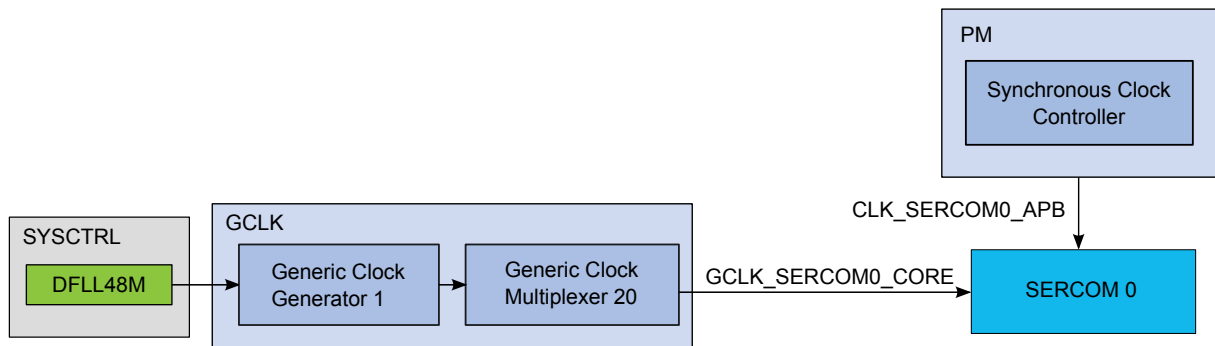 PM
Synchronous Clock
Controller
CLK_SERCOM0_APB
SYSCTRL
DFLL48M
GCLK
Generic Clock
Generator 1
Generic Clock
Multiplexer 20
GCLK_SERCOM0_CORE
SERCOM 0